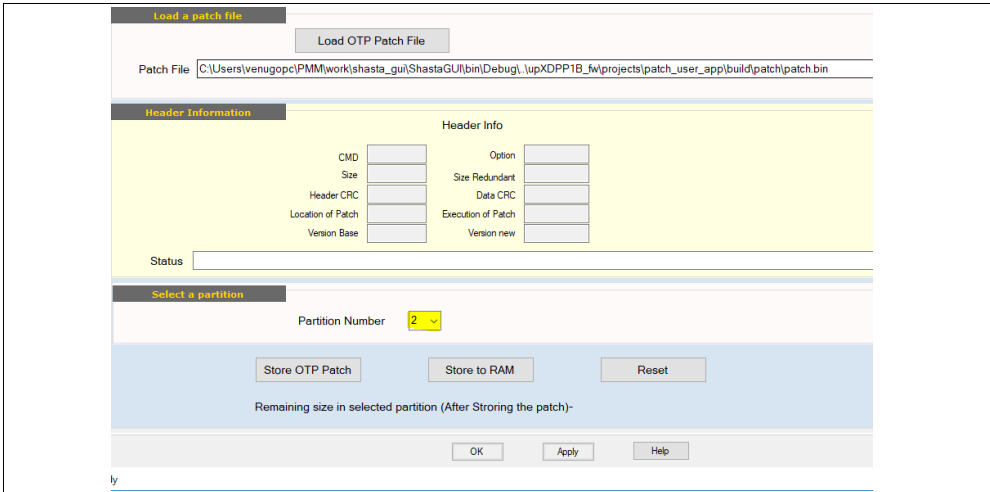 Load a patch file
Load OTP Patch File
Patch File C:\Users\venugopc\PMM\work\shasta_gui\ShastaGUI\bin\Debug\..\upXDPP1B_fw\projects\patch_user_app\build\patch\patch.bin
Header Information
Header Info
CMD Option
Size Size Redundant
Header CRC Data CRC
Location of Patch Execution of Patch
Version Base Version new
Status
Select a partition
Partition Number 2
Store OTP Patch Store to RAM Reset
Remaining size in selected partition (After Stroring the patch)-
OK Apply Help
ly